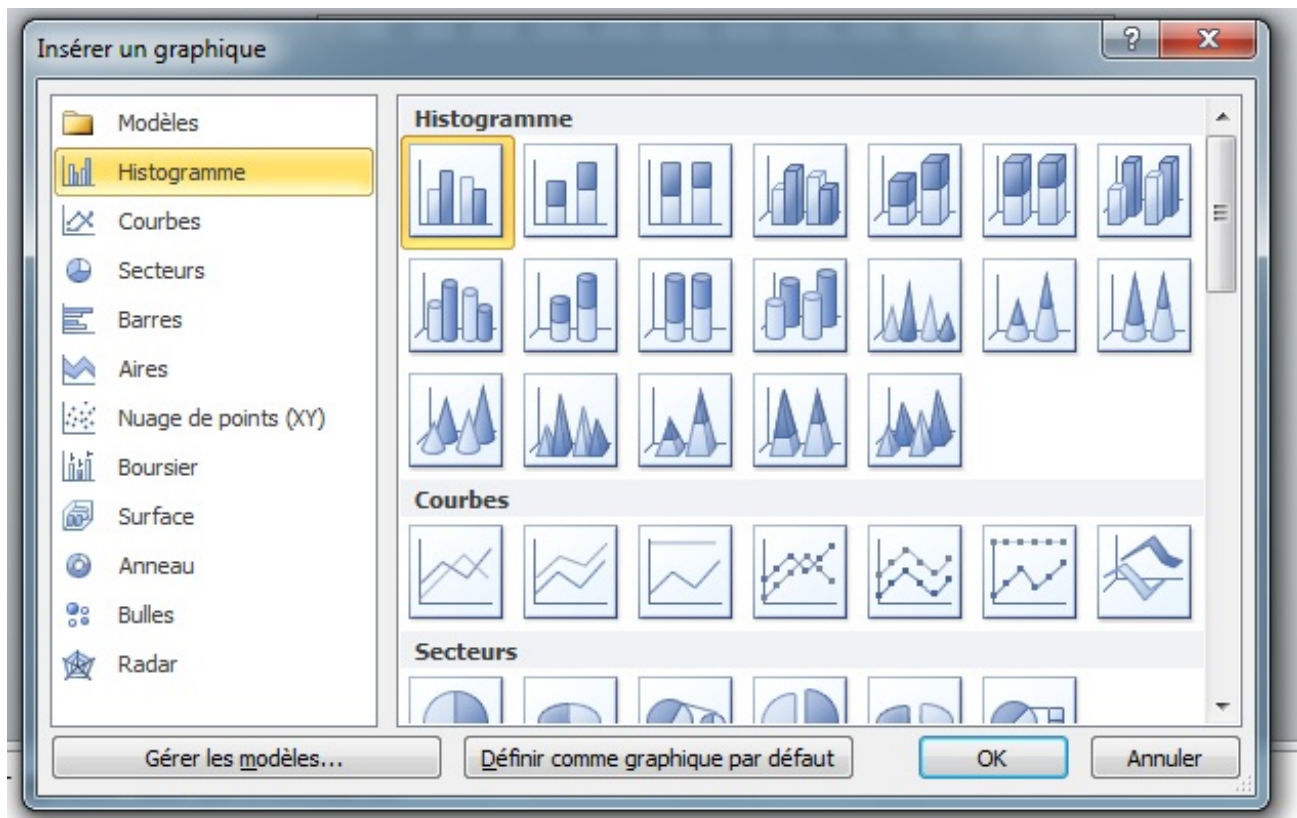 Insérer un graphique
Modèles
Histogramme
Courbes
Secteurs
Barres
Aires
Nuage de points (XY)
Boursier
Surface
Anneau
Bulles
Radar
Histogramme
Courbes
Secteurs
Gérer les modèles...
Définir comme graphique par défaut
OK
Annuler